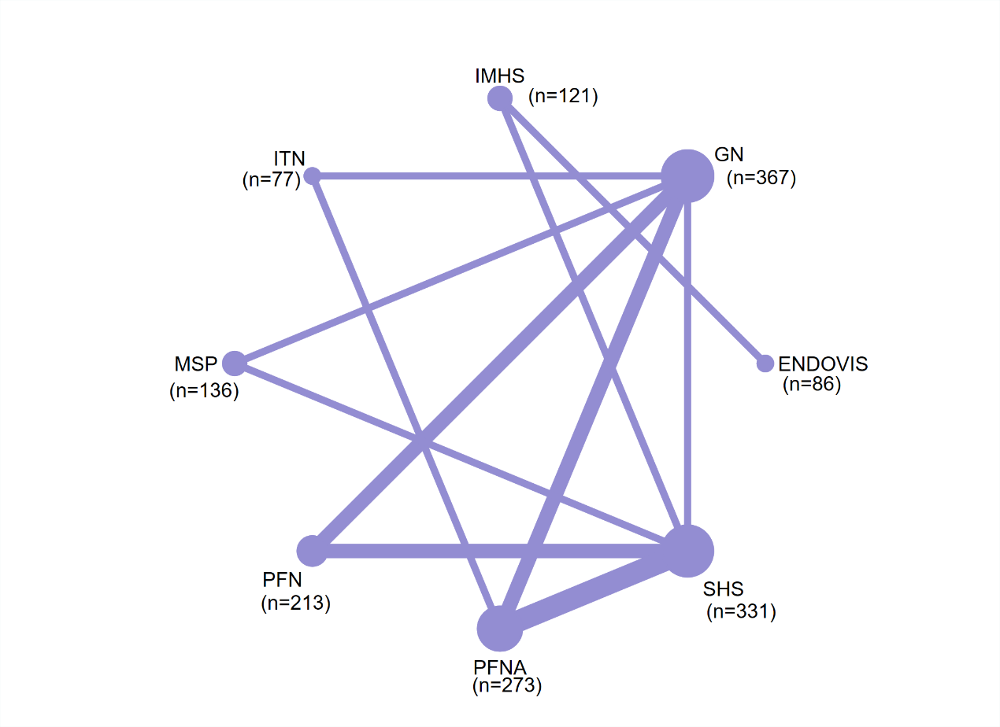 IMHS
(n=121)
GN
(n=367)
ITN
(n=77)
MSP
(n=136)
ENDOVIS
(n=86)
PFN
(n=213)
SHS
(n=331)
PFNA
(n=273)